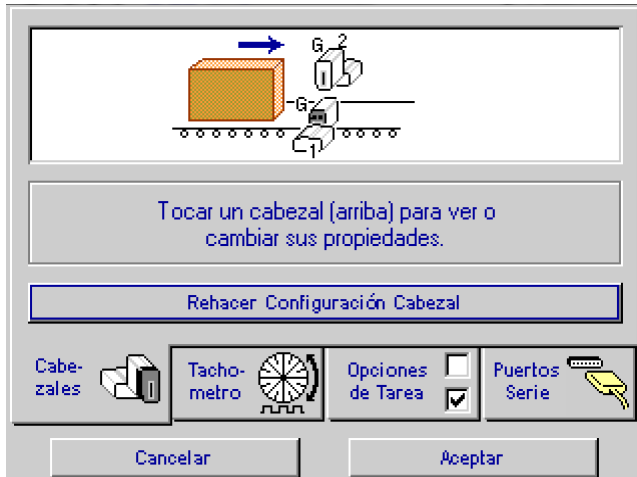 G 2
G
1
Tocar un cabezal (arriba) para ver o
cambiar sus propiedades.
Rehacer Configuración Cabezal
Cabe-
zales
Tacho-
metro
Opciones
de Tarea
Puertos
Serie
Cancelar
Aceptar